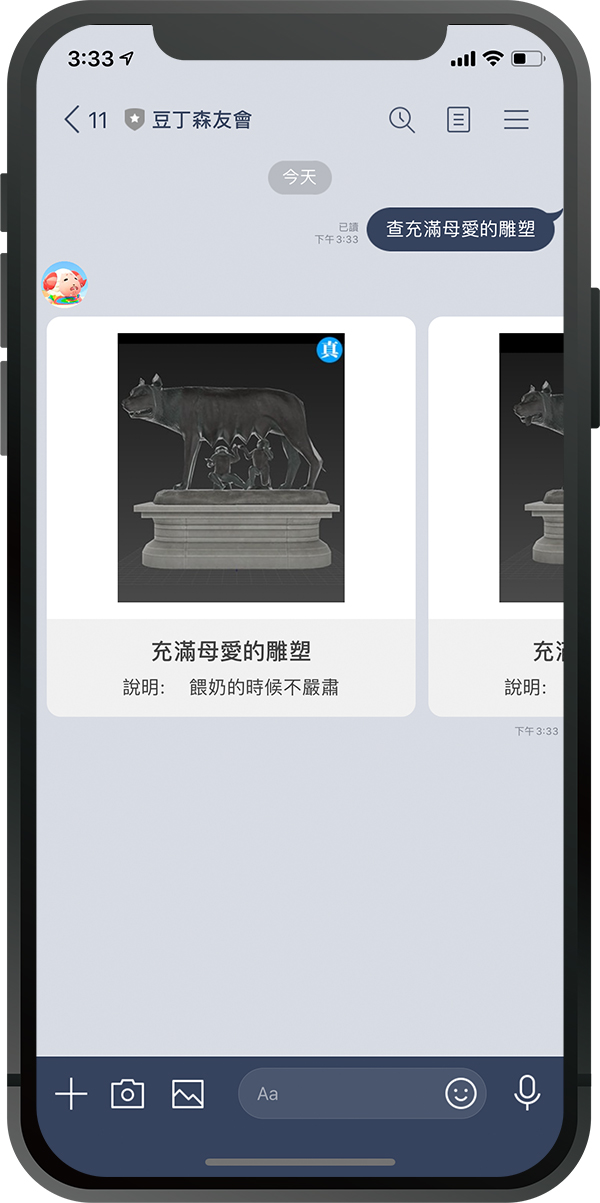 3:33
11 豆丁森友會
今天
已讀
下午3:33
查充滿母愛的雕塑
真
充滿母愛的雕塑
說明: 餵奶的時候不嚴肅
充
說明:
下午3:33
Aa